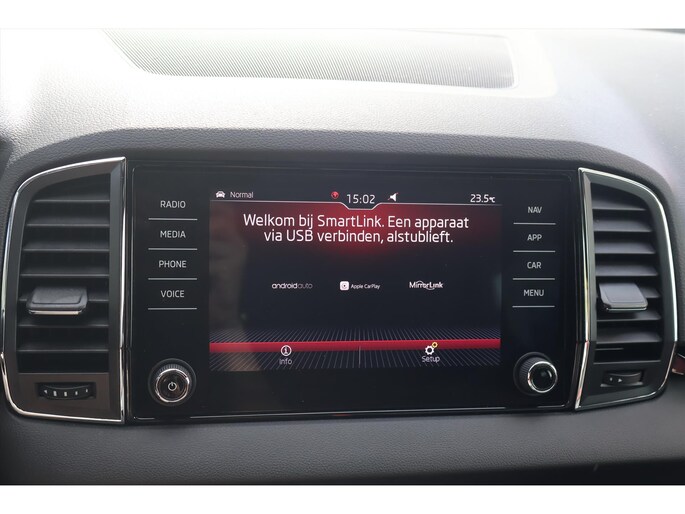 Normal 15:02 23.5°C
RADIO
MEDIA
PHONE
VOICE
Welkom bij SmartLink. Een apparaat
via USB verbinden, alstublieft.
androidauto Apple CarPlay MirrorLink
Info Setup
NAV
APP
CAR
MENU